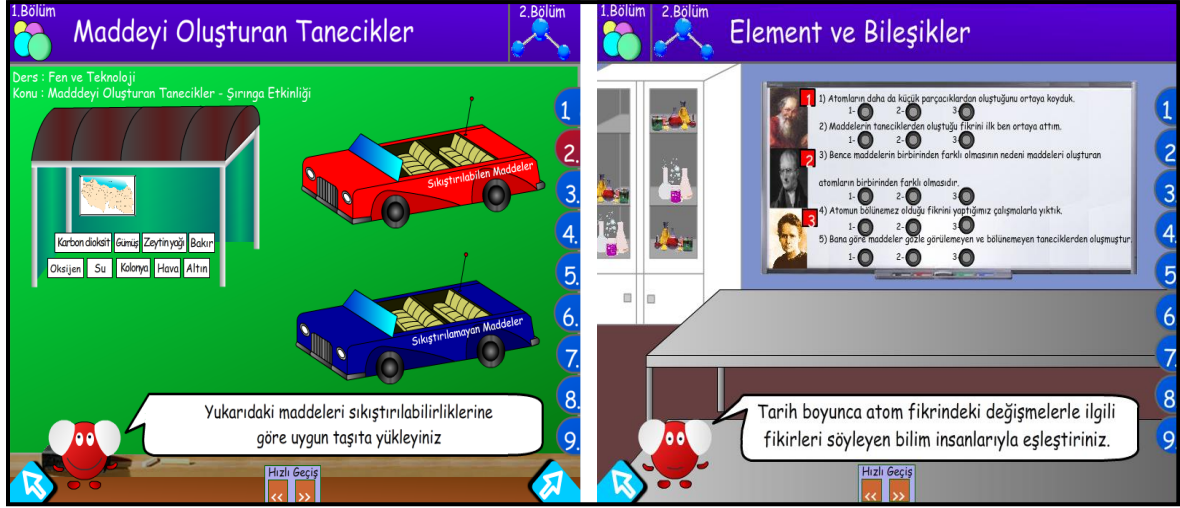 1.Bölüm
Maddeyi Oluşturan Tanecikler
2.Bölüm
Ders : Fen ve Teknoloji
Konu : Madddeyi Oluşturan Tanecikler - Şırınga Etkinliği
Karbon dioksit Gümüş Zeytin yağı Bakır
Oksijen Su Kolonya Hava Altın
Sıkıştırılabilen Maddeler
Sıkıştırılamayan Maddeler
1
2.
3.
4.
5.
6.
7.
8.
9.
Yukarıdaki maddeleri sıkıştırılabilirliklerine
göre uygun taşıta yükleyiniz
Hızlı Geçiş
<< >>
1.Bölüm
2.Bölüm
Element ve Bileşikler
1
2
3
1) Atomların daha da küçük parçacıklardan oluştuğunu ortaya koyduk.
1- 2- 3-
2) Maddelerin taneciklerden oluştuğu fikrini ilk ben ortaya attım.
1- 2- 3-
3) Bence maddelerin birbirinden farklı olmasının nedeni maddeleri oluşturan
atomların birbirinden farklı olmasıdır.
1- 2- 3-
4) Atomun bölünemez olduğu fikrini yaptığımız çalışmalarla yıktık.
1- 2- 3-
5) Bana göre maddeler gözle görülemeyen ve bölünemeyen taneciklerden oluşmuştur.
1- 2- 3-
1
2
3
4
5
6
7
8
9
Tarih boyunca atom fikrindeki değişmelerle ilgili
fikirleri söyleyen bilim insanlarıyla eşleştiriniz.
Hızlı Geçiş
<< >>